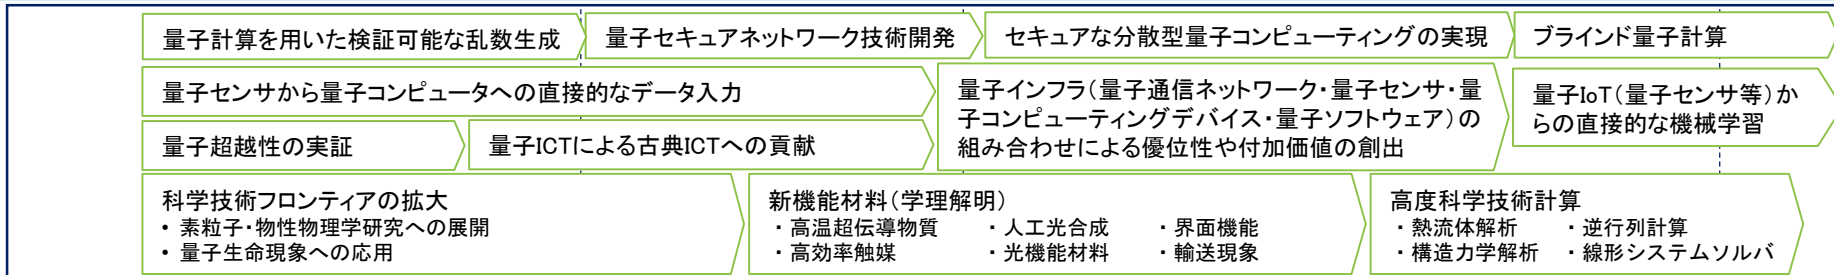 量子計算を用いた検証可能な乱数生成
量子セキュアネットワーク技術開発
セキュアな分散型量子コンピューティングの実現
ブラインド量子計算
量子センサから量子コンピュータへの直接的なデータ入力
量子インフラ（量子通信ネットワーク・量子センサ・量
子コンピューティングデバイス・量子ソフトウェア）の
組み合わせによる優位性や付加価値の創出
量子IoT（量子センサ等）か
らの直接的な機械学習
量子超越性の実証
量子ICTによる古典ICTへの貢献
科学技術フロンティアの拡大
• 素粒子・物性物理学研究への展開
• 量子生命現象への応用
新機能材料（学理解明）
・高温超伝導物質 ・人工光合成 ・界面機能
・高効率触媒 ・光機能材料 ・輸送現象
高度科学技術計算
・熱流体解析 ・逆行列計算
・構造力学解析 ・線形システムソルバ